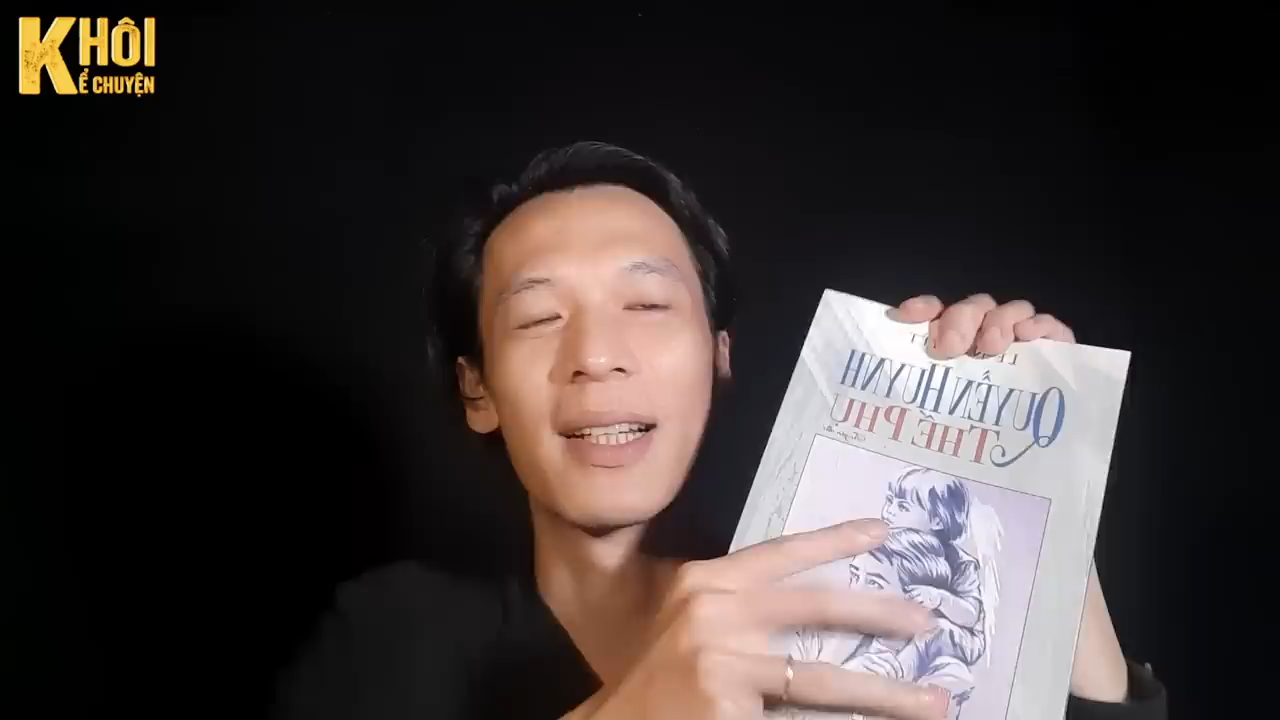 KHÔI
KỂ CHUYỆN
QUYỀN HUYNH
THẾ PHỤ